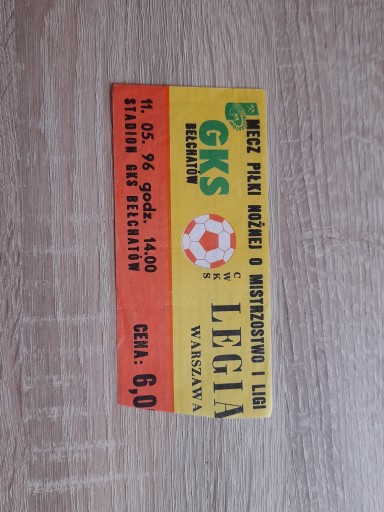 MECZ PIŁKI NOŻNEJ O MISTRZOSTWO I LIGI
GKS
BEŁCHATÓW
CWKS
LEGIA
WARSZAWA
11. 05. 96 godz. 14.00
STADION GKS BEŁCHATÓW
CENA: 6,0